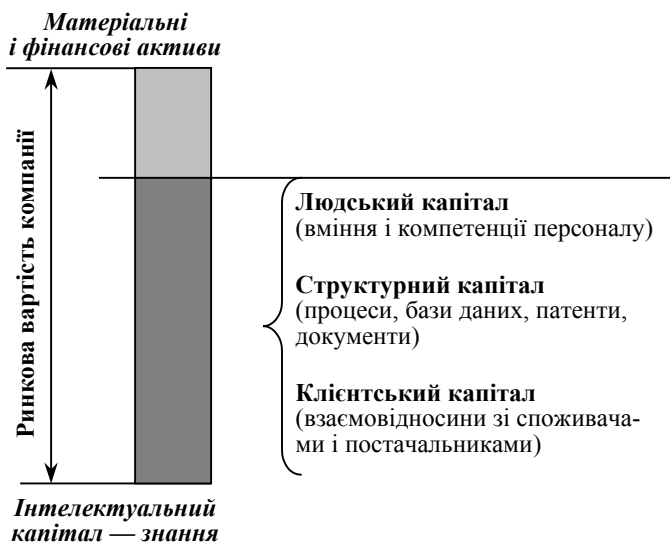 Матеріальні
і фінансові активи
Ринкова вартість компанії
Людський капітал
(вміння і компетенції персоналу)
Структурний капітал
(процеси, бази даних, патенти,
документи)
Клієнтський капітал
(взаємовідносини зі споживача-
ми і постачальниками)
Інтелектуальний
капітал — знання